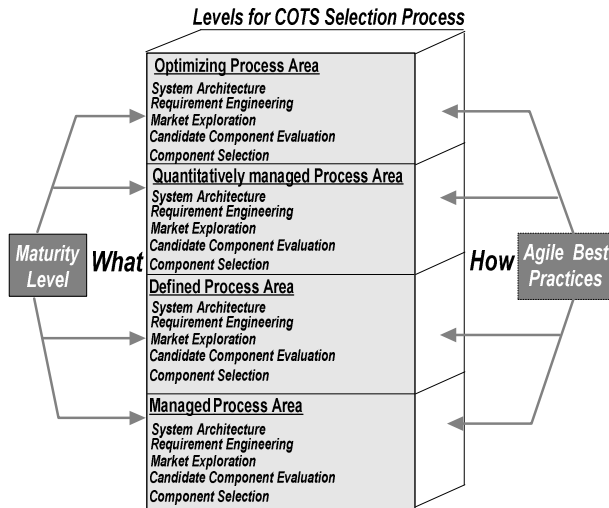 Levels for COTS Selection Process
Optimizing Process Area
System Architecture
Requirement Engineering
Market Exploration
Candidate Component Evaluation
Component Selection
Quantitatively managed Process Area
System Architecture
Requirement Engineering
Market Exploration
Candidate Component Evaluation
Component Selection
Maturity
Level
What
How
Agile Best
Practices
Defined Process Area
System Architecture
Requirement Engineering
Market Exploration
Candidate Component Evaluation
Component Selection
Managed Process Area
System Architecture
Requirement Engineering
Market Exploration
Candidate Component Evaluation
Component Selection